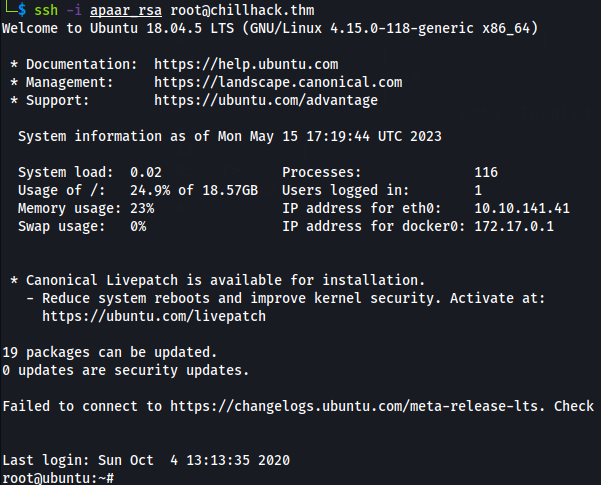 └─$ ssh -i apaar_rsa root@chillhack.thm
Welcome to Ubuntu 18.04.5 LTS (GNU/Linux 4.15.0-118-generic x86_64)
* Documentation:  https://help.ubuntu.com
* Management:     https://landscape.canonical.com
* Support:        https://ubuntu.com/advantage
System information as of Mon May 15 17:19:44 UTC 2023
System load:  0.02               Processes:              116
Usage of /:   24.9% of 18.57GB   Users logged in:        1
Memory usage: 23%                IP address for eth0:    10.10.141.41
Swap usage:   0%                 IP address for docker0: 172.17.0.1
* Canonical Livepatch is available for installation.
- Reduce system reboots and improve kernel security. Activate at:
https://ubuntu.com/livepatch
19 packages can be updated.
0 updates are security updates.
Failed to connect to https://changelogs.ubuntu.com/meta-release-lts. Check
Last login: Sun Oct  4 13:13:35 2020
root@ubuntu:~#